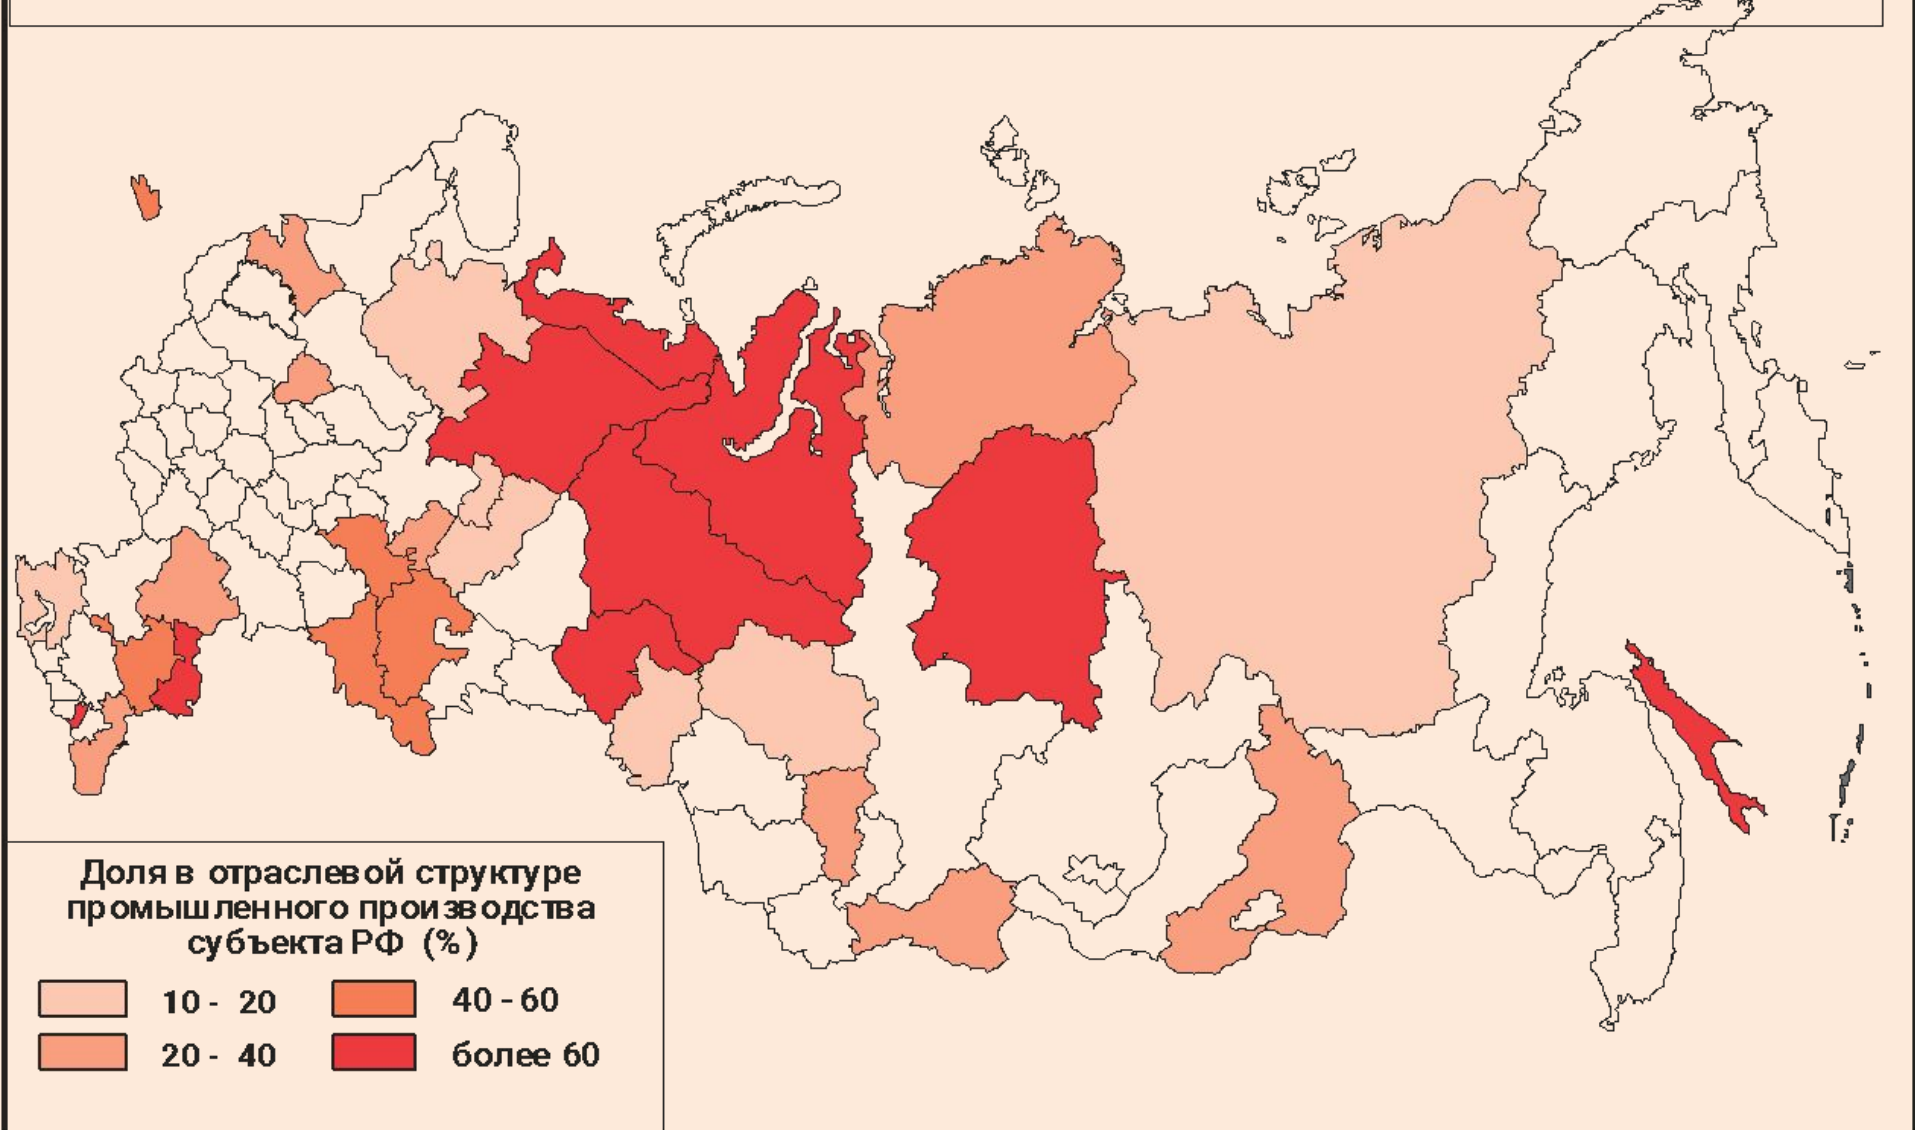 Доля в отраслевой структуре
промышленного производства
субъекта РФ (%)
10 - 20
40 - 60
20 - 40
более 60